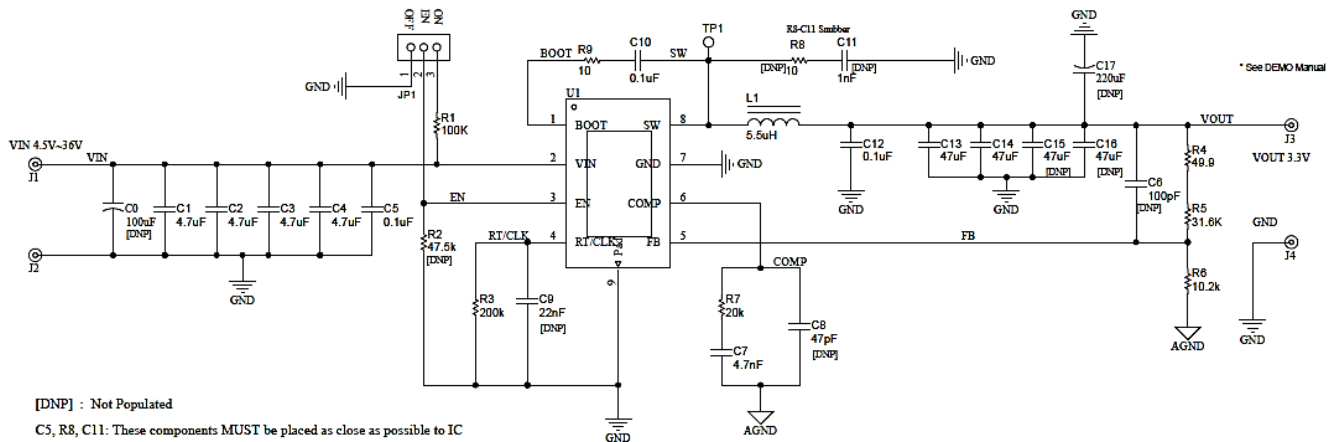 OFF
EN
ON
1
2
3
JP1
GND
R1
100K
VIN 4.5V~36V
J1
VIN
C0
100uF
[DNP]
C1
4.7uF
C2
4.7uF
C3
4.7uF
C4
4.7uF
C5
0.1uF
J2
GND
EN
R2
47.5k
[DNP]
RT/CLK
R3
200k
C9
22nF
[DNP]
BOOT
R9
10
C10
0.1uF
SW
TP1
R8-C11 Snubber
R8
[DNP]
10
C11
1nF
[DNP]
GND
U1
1
BOOT
SW
8
2
VIN
GND
7
GND
3
EN
COMP
6
4
RT/CLK
FB
5
Pad
9
GND
L1
5.5uH
C12
0.1uF
GND
C13
47uF
C14
47uF
C15
47uF
[DNP]
C16
47uF
[DNP]
GND
GND
C17
220uF
[DNP]
* See DEMO Manual
VOUT
J3
VOUT 3.3V
R4
49.9
C6
100pF
[DNP]
R5
31.6K
FB
R6
10.2k
AGND
GND
J4
GND
COMP
R7
20k
C7
4.7nF
C8
47pF
[DNP]
AGND
[DNP] : Not Populated
C5, R8, C11: These components MUST be placed as close as possible to IC